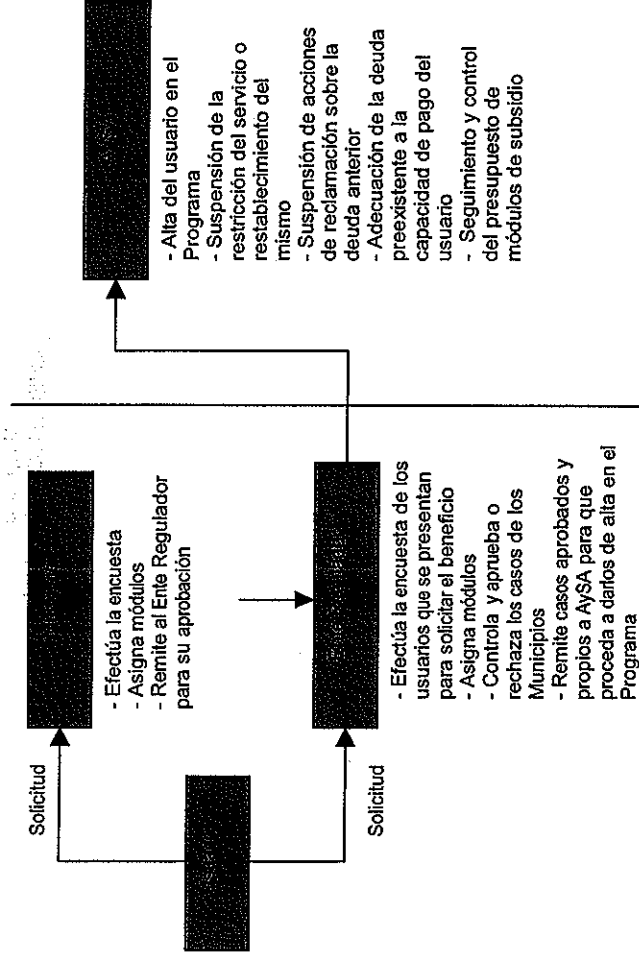 Solicitud
- Efectúa la encuesta
- Asigna módulos
- Remite al Ente Regulador
para su aprobación
Solicitud
- Efectúa la encuesta de los
usuarios que se presentan
para solicitar el beneficio
- Asigna módulos
- Controla y aprueba o
rechaza los casos de los
Municipios
- Remite casos aprobados y
propios a AySA para que
proceda a darlos de alta en el
Programa
- Alta del usuario en el
Programa
- Suspensión de la
restricción del servicio o
restablecimiento del
mismo
- Suspensión de acciones
de reclamación sobre la
deuda anterior
- Adecuación de la deuda
preexistente a la
capacidad de pago del
usuario
- Seguimiento y control
del presupuesto de
módulos de subsidio